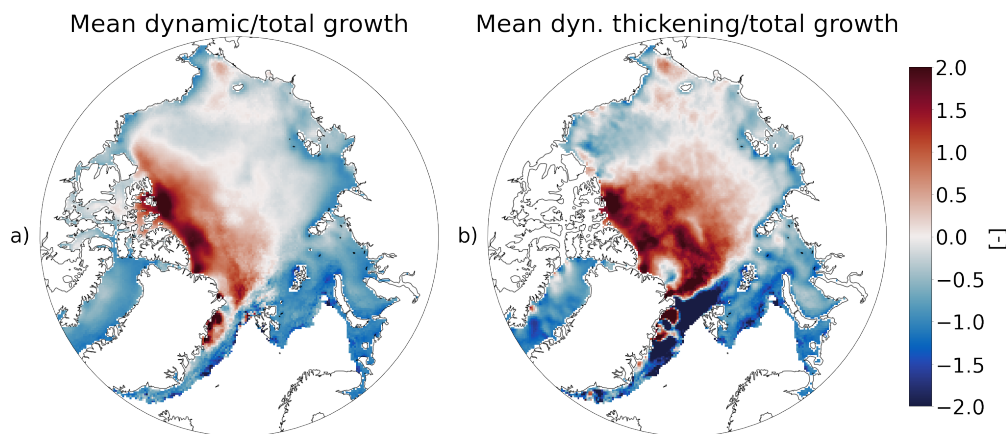 Mean dynamic/total growth
Mean dyn. thickening/total growth
a)
b)
2.0
1.5
1.0
0.5
0.0
−0.5
−1.0
−1.5
−2.0
[-]